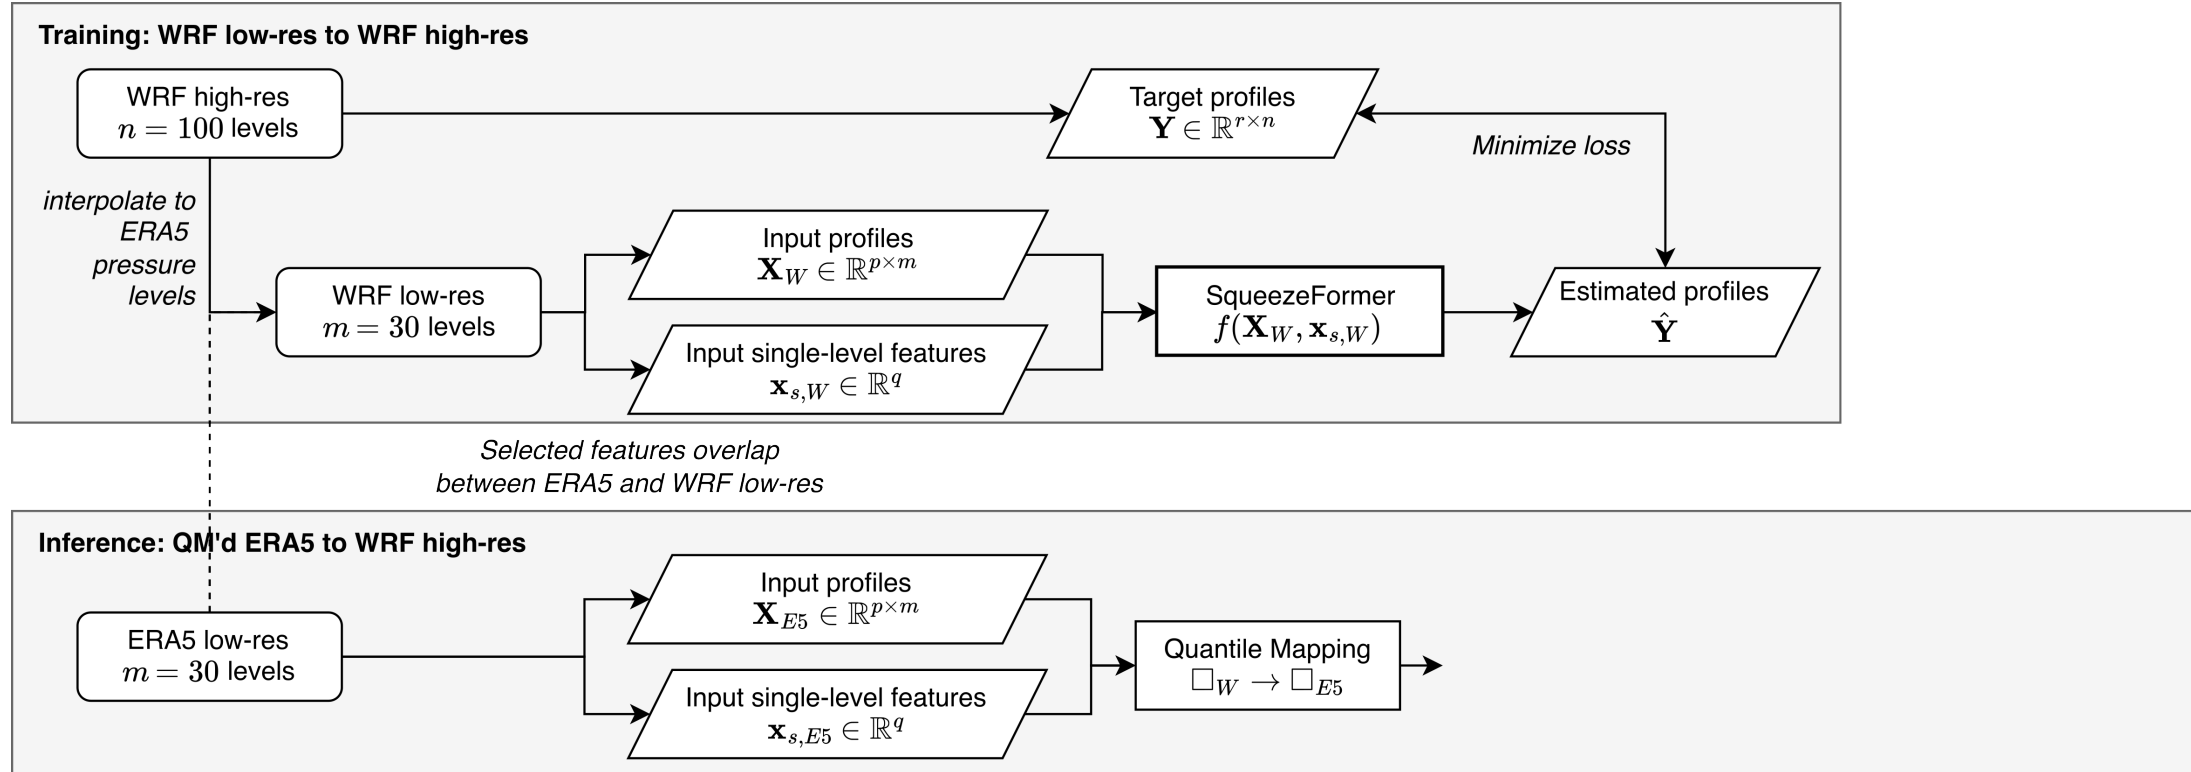 Training: WRF low-res to WRF high-res
WRF high-res
n = 100 levels
Target profiles
Y ∈ ℝ^{r×n}
Minimize loss
interpolate to
ERA5
pressure
levels
WRF low-res
m = 30 levels
Input profiles
X_W ∈ ℝ^{p×m}
Input single-level features
x_{s,W} ∈ ℝ^q
SqueezeFormer
f(X_W, x_{s,W})
Estimated profiles
Ŷ
Selected features overlap
between ERA5 and WRF low-res
Inference: QM'd ERA5 to WRF high-res
ERA5 low-res
m = 30 levels
Input profiles
X_{E5} ∈ ℝ^{p×m}
Input single-level features
x_{s,E5} ∈ ℝ^q
Quantile Mapping
□_W → □_{E5}